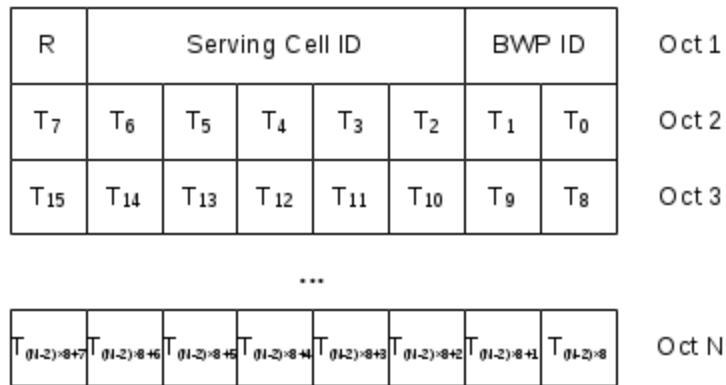 R Serving Cell ID BWP ID Oct 1
T7 T6 T5 T4 T3 T2 T1 T0 Oct 2
T15 T14 T13 T12 T11 T10 T9 T8 Oct 3
...
T(N-2)×8+7 T(N-2)×8+6 T(N-2)×8+5 T(N-2)×8+4 T(N-2)×8+3 T(N-2)×8+2 T(N-2)×8+1 T(N-2)×8 Oct N